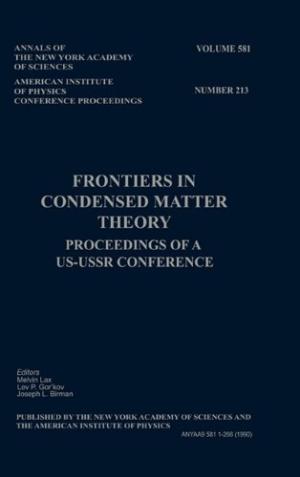 ANNALS OF
THE NEW YORK ACADEMY
OF SCIENCES
VOLUME 581
AMERICAN INSTITUTE
OF PHYSICS
CONFERENCE PROCEEDINGS
NUMBER 213
FRONTIERS IN
CONDENSED MATTER
THEORY
PROCEEDINGS OF A
US-USSR CONFERENCE
Editors
Melvin Lax
Lev P. Gor'kov
Joseph L. Birman
PUBLISHED BY THE NEW YORK ACADEMY OF SCIENCES AND
THE AMERICAN INSTITUTE OF PHYSICS
ANYAA9 581 1-266 (1990)